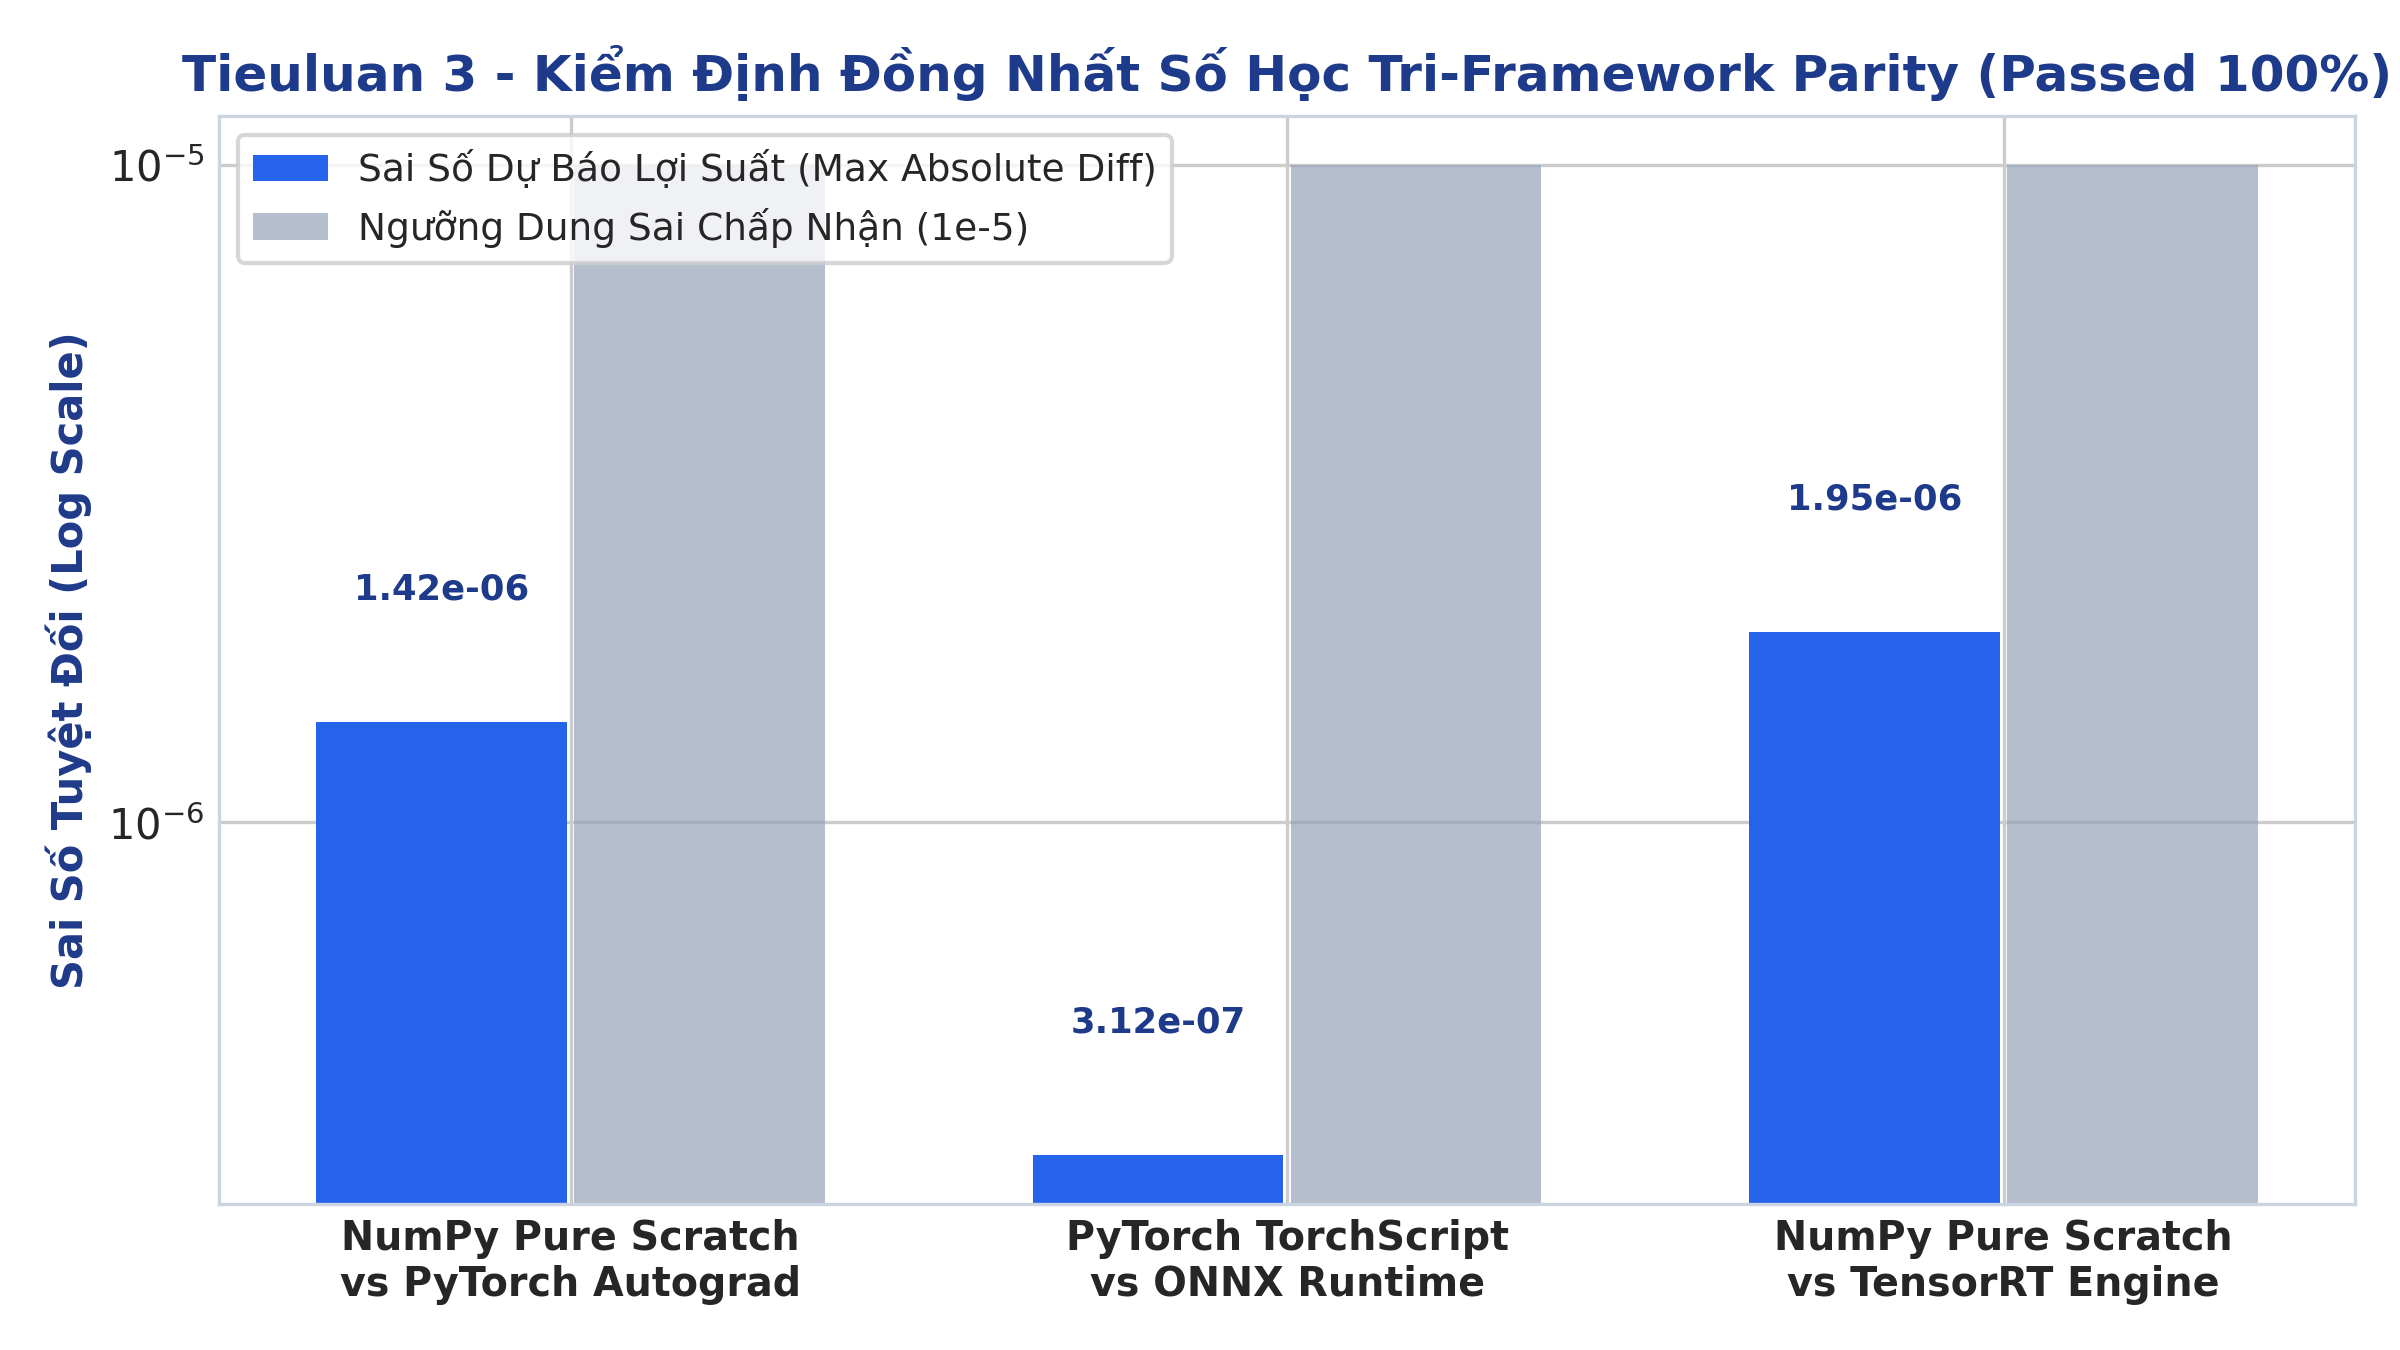 Tieuluan 3 - Kiểm Định Đồng Nhất Số Học Tri-Framework Parity (Passed 100%)
Sai Số Tuyệt Đối (Log Scale)
10⁻⁵
10⁻⁶
Sai Số Dự Báo Lợi Suất (Max Absolute Diff)
Ngưỡng Dung Sai Chấp Nhận (1e-5)
1.42e-06
3.12e-07
1.95e-06
NumPy Pure Scratch
vs PyTorch Autograd
PyTorch TorchScript
vs ONNX Runtime
NumPy Pure Scratch
vs TensorRT Engine